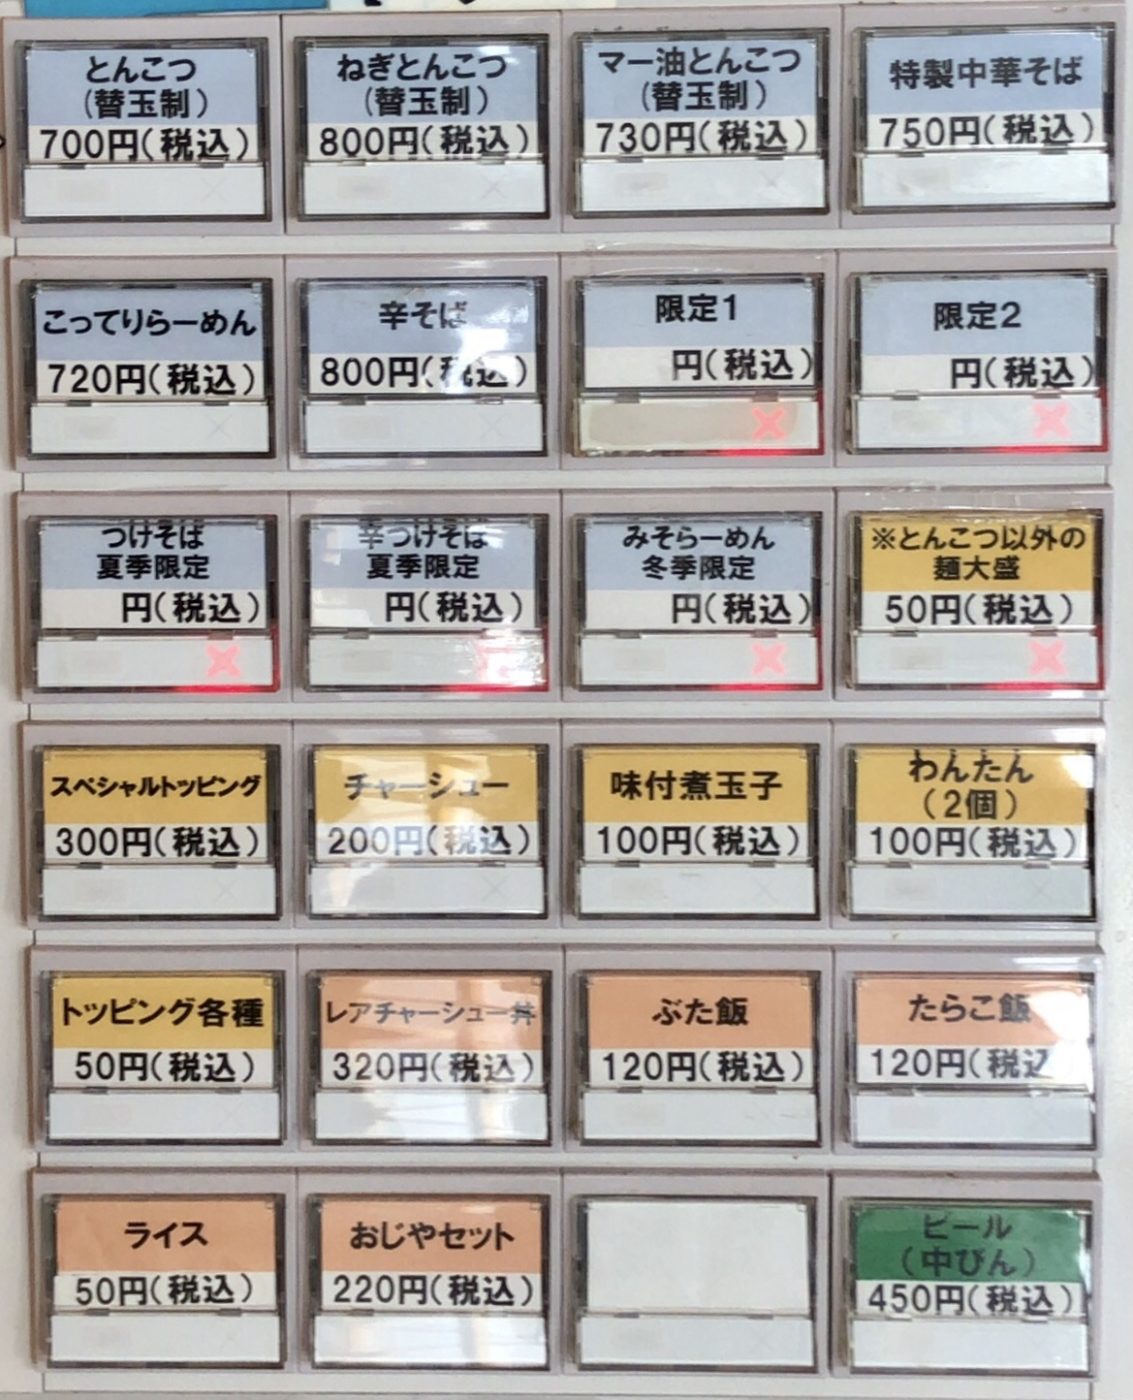 とんこつ
（替玉制）
700円（税込）
ねぎとんこつ
（替玉制）
800円（税込）
マー油とんこつ
（替玉制）
730円（税込）
特製中華そば
750円（税込）
こってりらーめん
720円（税込）
辛そば
800円（税込）
限定1
円（税込）
限定2
円（税込）
つけそば
夏季限定
円（税込）
辛つけそば
夏季限定
円（税込）
みそらーめん
冬季限定
円（税込）
※とんこつ以外の
麺大盛
50円（税込）
スペシャルトッピング
300円（税込）
チャーシュー
200円（税込）
味付煮玉子
100円（税込）
わんたん
（2個）
100円（税込）
トッピング各種
50円（税込）
レアチャーシュー丼
320円（税込）
ぶた飯
120円（税込）
たらこ飯
120円（税込
ライス
50円（税込）
おじやセット
220円（税込）
ビール
（中びん）
450円（税込）